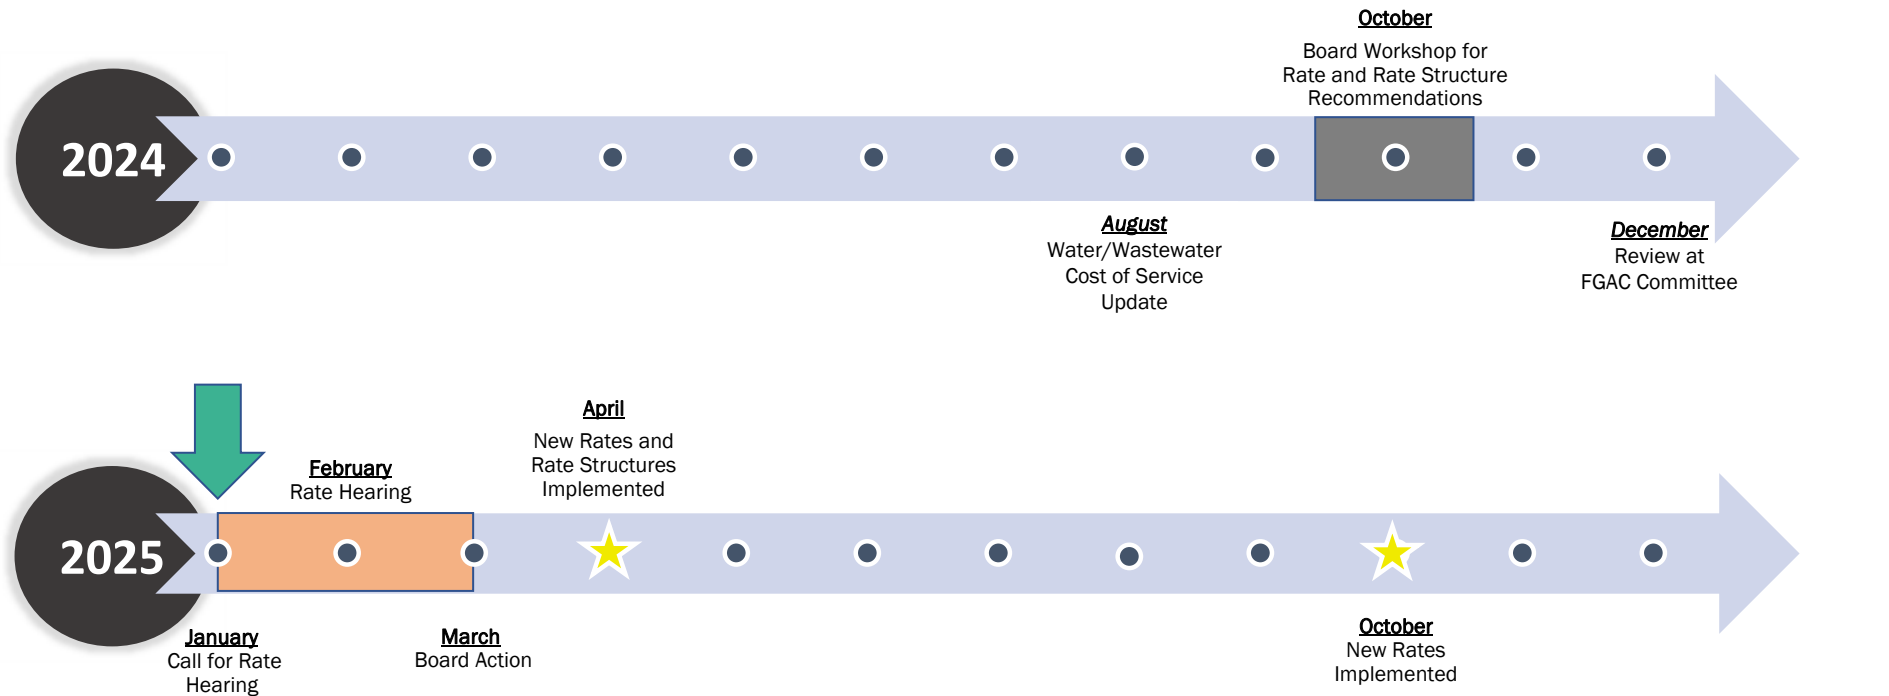 October
Board Workshop for
Rate and Rate Structure
Recommendations
2024
August
Water/Wastewater
Cost of Service
Update
December
Review at
FGAC Committee
April
New Rates and
Rate Structures
Implemented
February
Rate Hearing
2025
January
Call for Rate
Hearing
March
Board Action
October
New Rates
Implemented